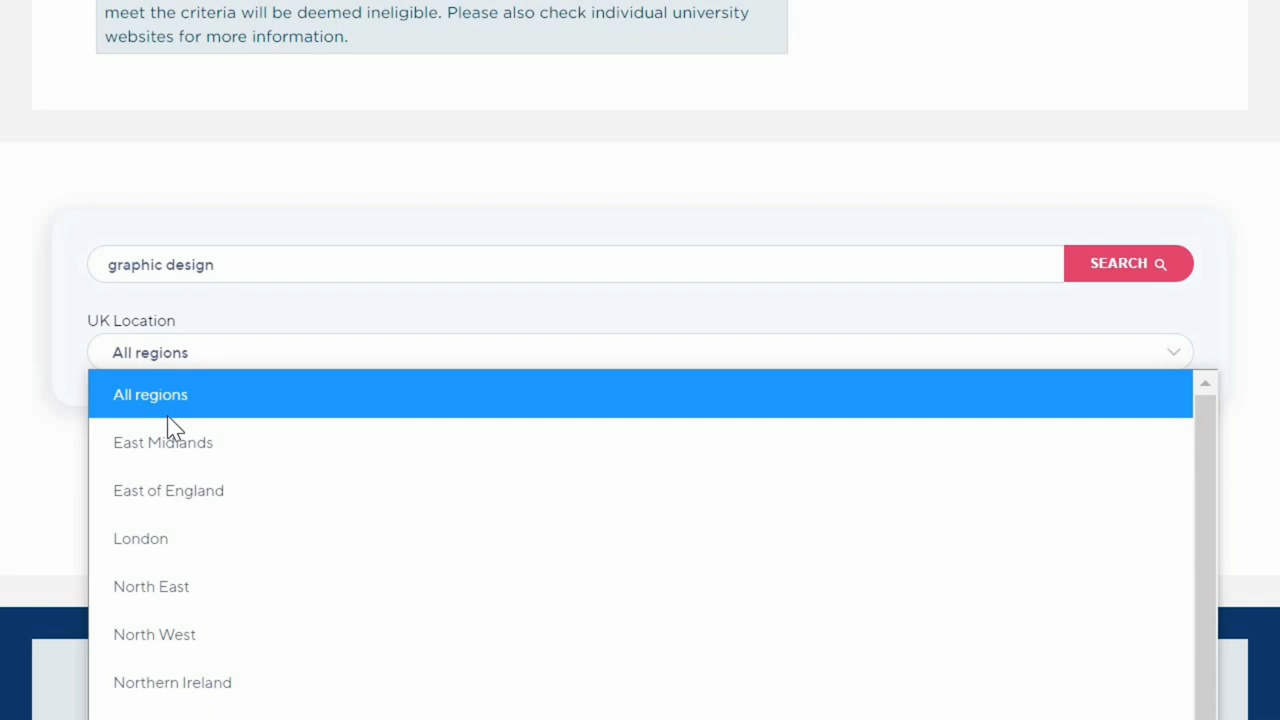 meet the criteria will be deemed ineligible. Please also check individual university
websites for more information.
graphic design
SEARCH
UK Location
All regions
All regions
East Midlands
East of England
London
North East
North West
Northern Ireland